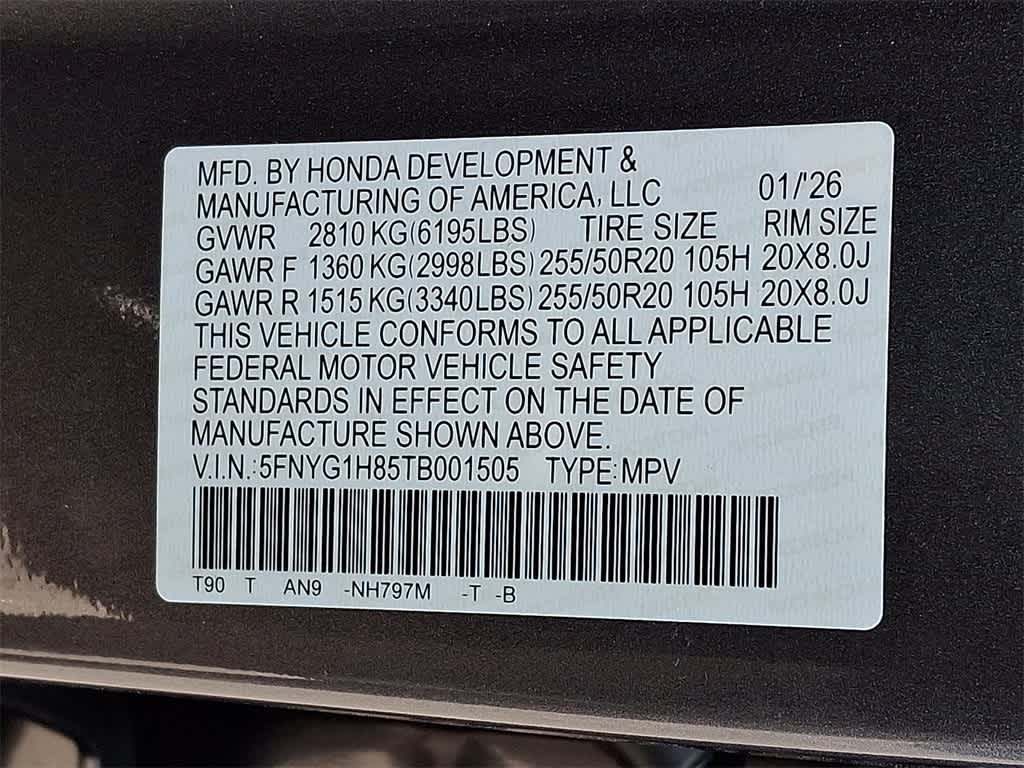 MFD. BY HONDA DEVELOPMENT &
MANUFACTURING OF AMERICA, LLC 01/'26
GVWR 2810 KG(6195LBS) TIRE SIZE RIM SIZE
GAWR F 1360 KG(2998LBS) 255/50R20 105H 20X8.0J
GAWR R 1515 KG(3340LBS) 255/50R20 105H 20X8.0J
THIS VEHICLE CONFORMS TO ALL APPLICABLE
FEDERAL MOTOR VEHICLE SAFETY
STANDARDS IN EFFECT ON THE DATE OF
MANUFACTURE SHOWN ABOVE.
V.I.N.:5FNYG1H85TB001505 TYPE:MPV
T90 T AN9 -NH797M -T -B